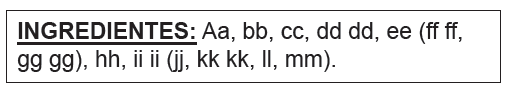 INGREDIENTES: Aa, bb, cc, dd dd, ee (ff ff,
gg gg), hh, ii ii (jj, kk kk, ll, mm).